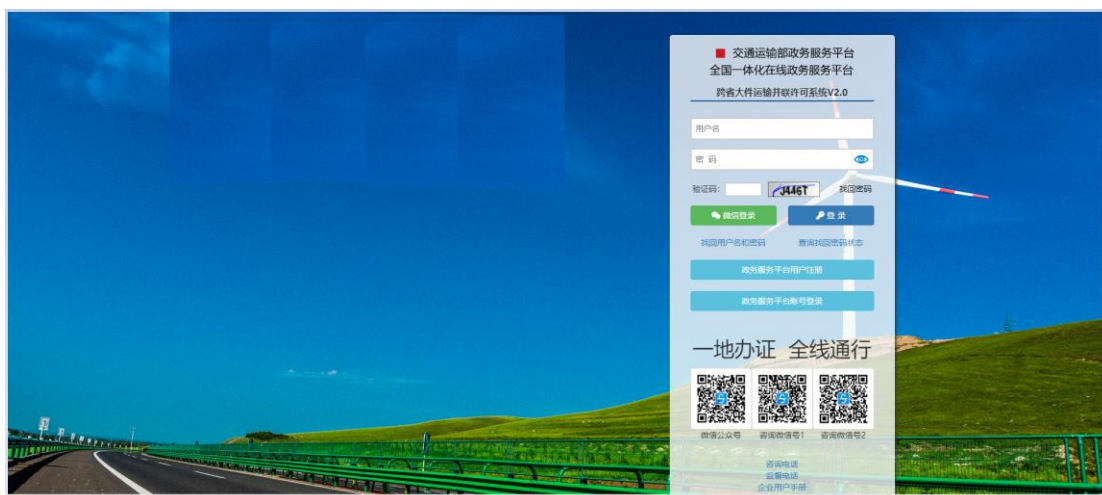 交通运输部政务服务平台
全国一体化在线政务服务平台
跨省大件运输并联许可系统V2.0
用户名
密 码
验证码: J446T 找回密码
微信登录 登 录
找回用户名和密码 查询找回密码状态
政务服务平台用户注册
政务服务平台账号登录
一地办证 全线通行
微信公众号 咨询微信号1 咨询微信号2
咨询电话
监督电话
企业用户手册